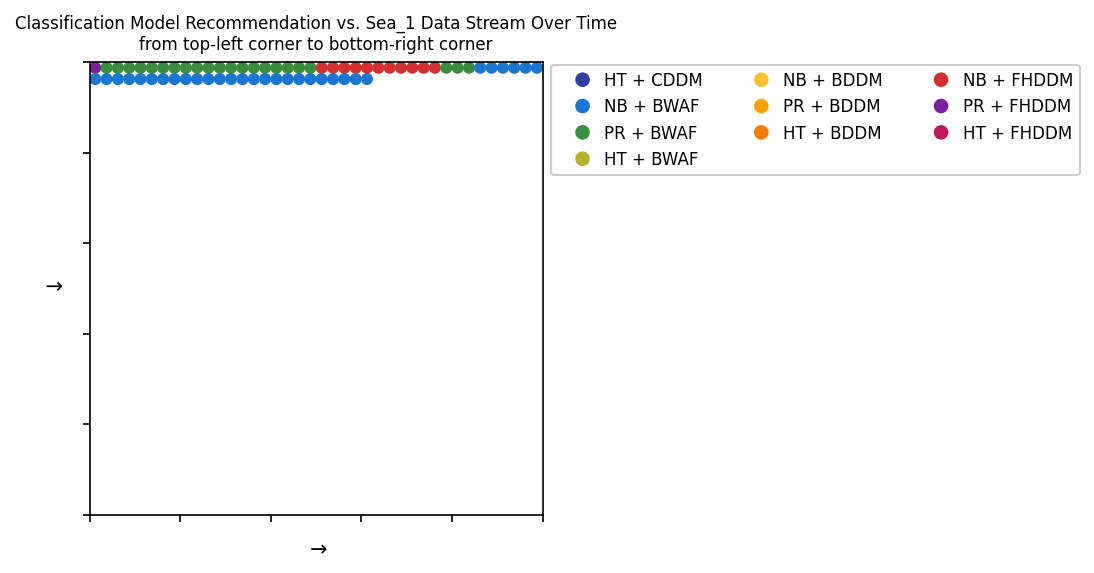 Classification Model Recommendation vs. Sea_1 Data Stream Over Time
from top-left corner to bottom-right corner
HT + CDDM
NB + BWAF
PR + BWAF
HT + BWAF
NB + BDDM
PR + BDDM
HT + BDDM
NB + FHDDM
PR + FHDDM
HT + FHDDM
→
→